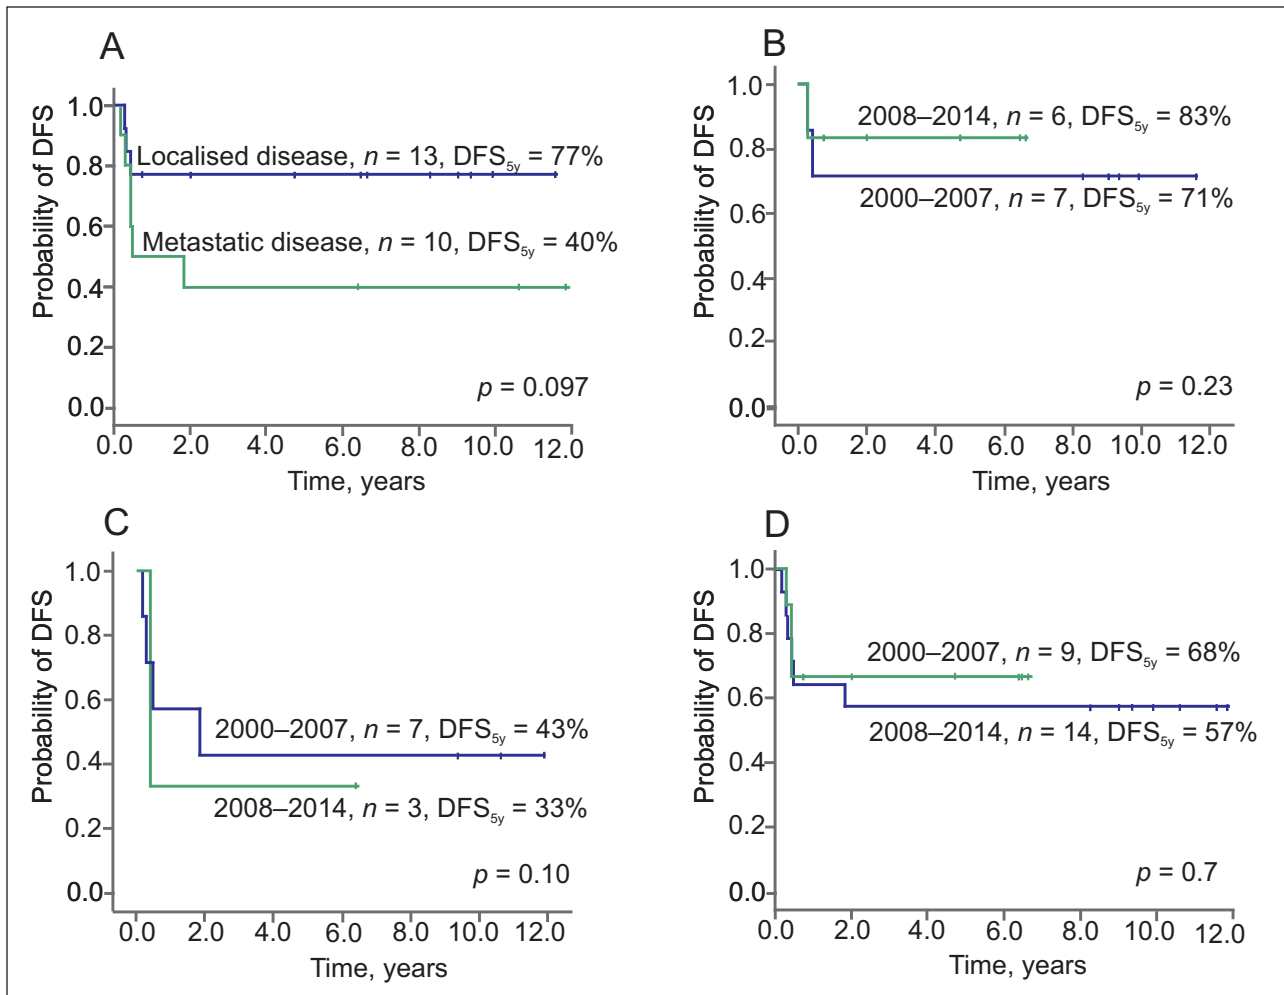 A
Probability of DFS
1.0
0.8
0.6
0.4
0.2
0.0
Localised disease, n = 13, DFS5y = 77%
Metastatic disease, n = 10, DFS5y = 40%
p = 0.097
0.0 2.0 4.0 6.0 8.0 10.0 12.0
Time, years
B
Probability of DFS
1.0
0.8
0.6
0.4
0.2
0.0
2008–2014, n = 6, DFS5y = 83%
2000–2007, n = 7, DFS5y = 71%
p = 0.23
0.0 2.0 4.0 6.0 8.0 10.0 12.0
Time, years
C
Probability of DFS
1.0
0.8
0.6
0.4
0.2
0.0
2000–2007, n = 7, DFS5y = 43%
2008–2014, n = 3, DFS5y = 33%
p = 0.10
0.0 2.0 4.0 6.0 8.0 10.0 12.0
Time, years
D
Probability of DFS
1.0
0.8
0.6
0.4
0.2
0.0
2000–2007, n = 9, DFS5y = 68%
2008–2014, n = 14, DFS5y = 57%
p = 0.7
0.0 2.0 4.0 6.0 8.0 10.0 12.0
Time, years